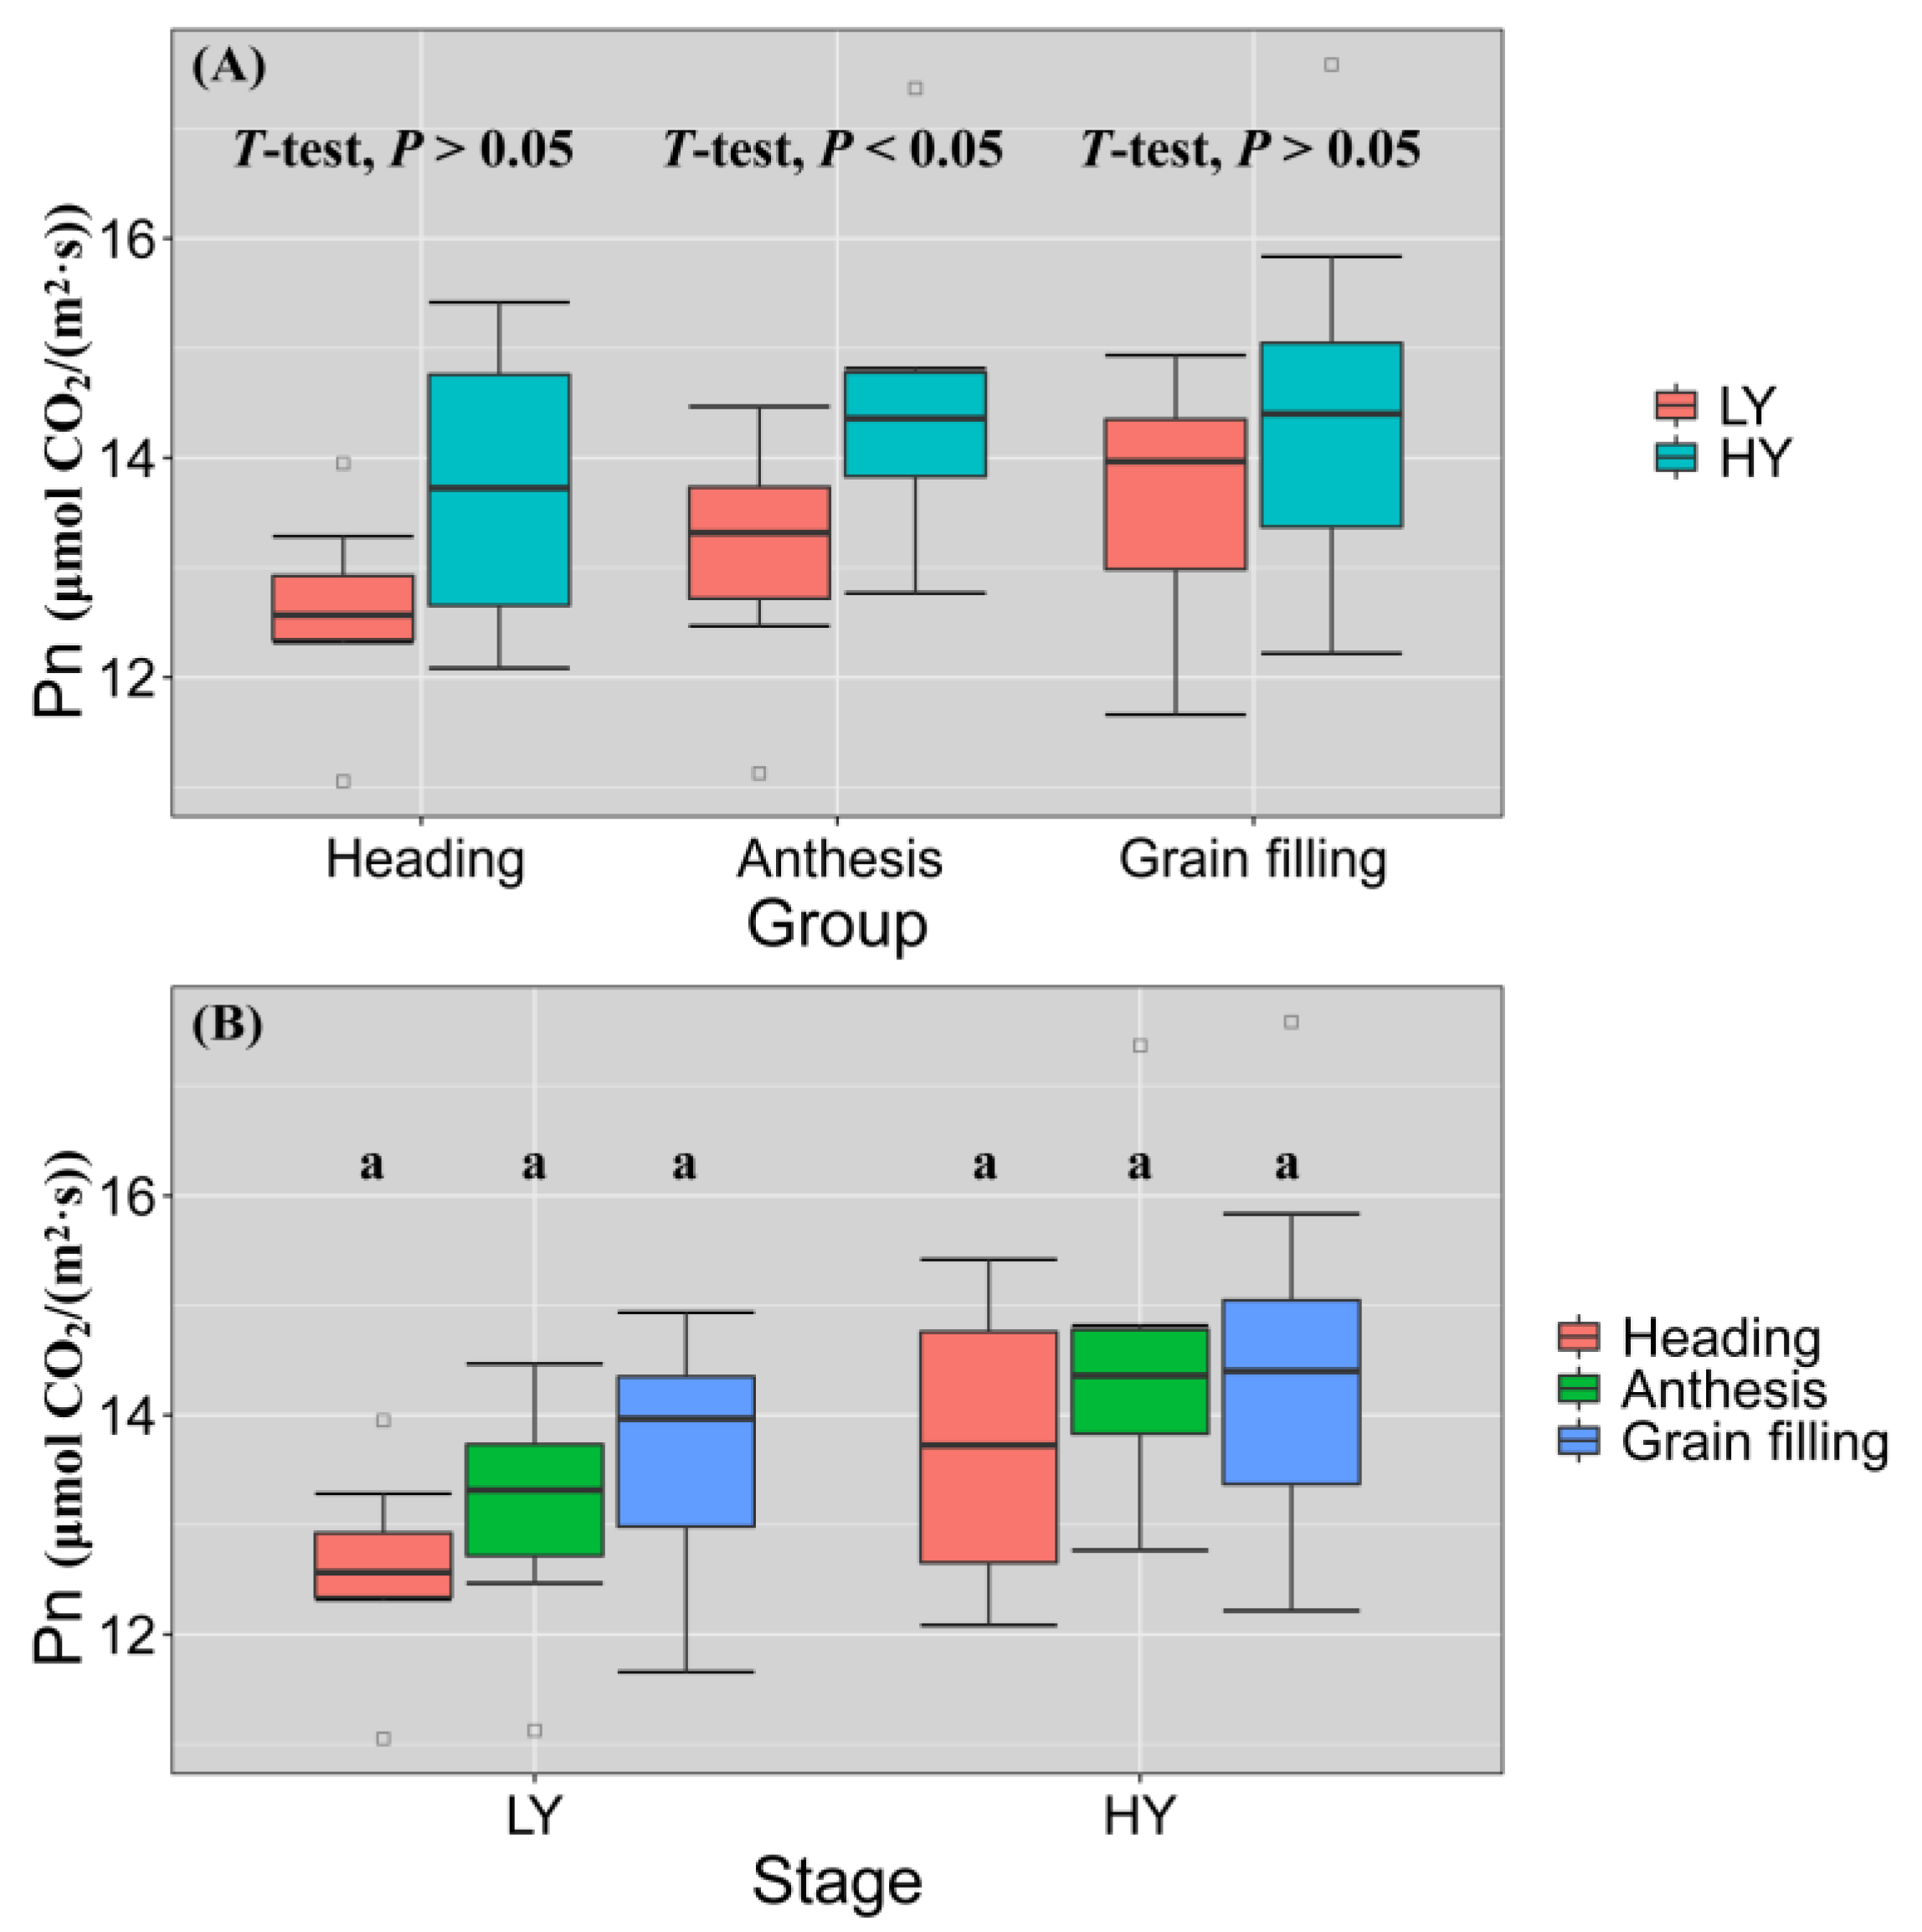 (A)
T-test, P > 0.05 T-test, P < 0.05 T-test, P > 0.05
Pn (μmol CO₂/(m²·s))
16
14
12
LY
HY
Heading Anthesis Grain filling
Group
(B)
a a a a a a
Pn (μmol CO₂/(m²·s))
16
14
12
Heading
Anthesis
Grain filling
LY HY
Stage